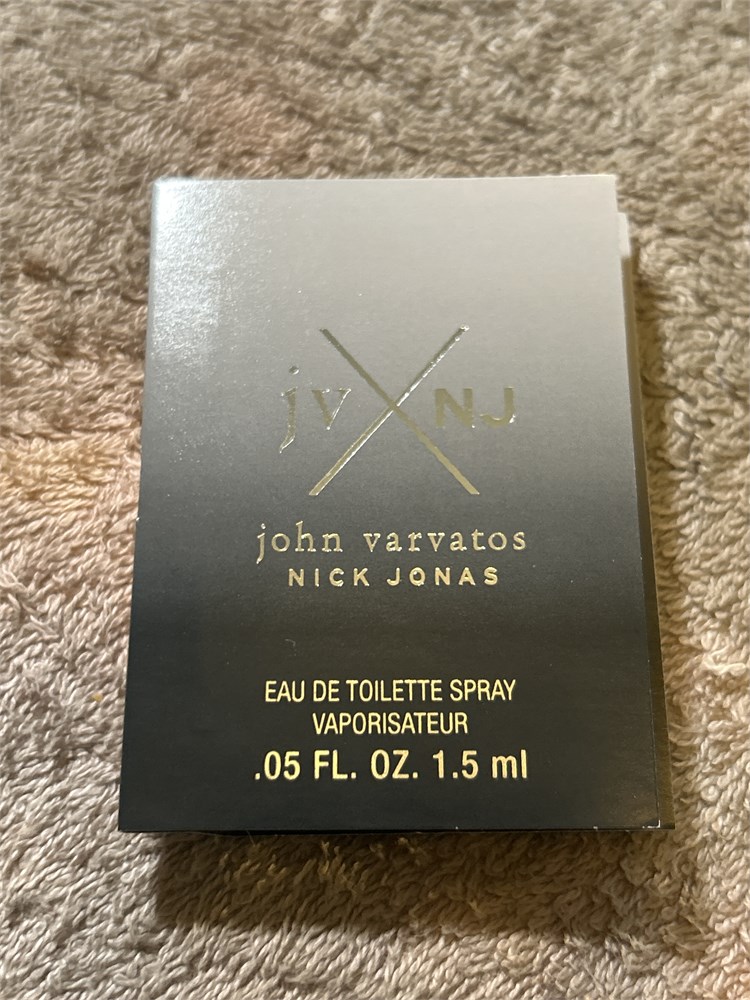 jv X NJ
john varvatos
NICK JONAS
EAU DE TOILETTE SPRAY
VAPORISATEUR
.05 FL. OZ. 1.5 ml